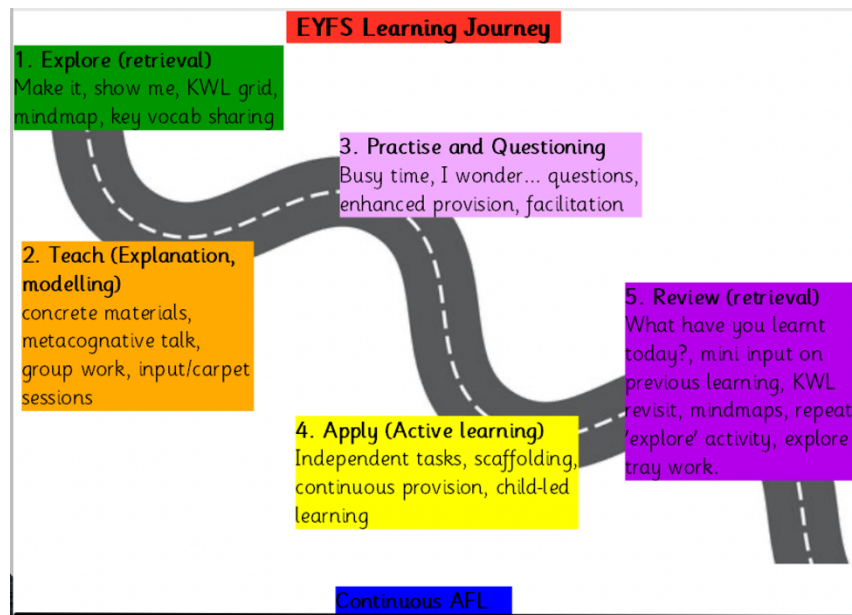 EYFS Learning Journey
1. Explore (retrieval)
Make it, show me, KWL grid,
mindmap, key vocab sharing
3. Practise and Questioning
Busy time, I wonder... questions,
enhanced provision, facilitation
2. Teach (Explanation,
modelling)
concrete materials,
metacognative talk,
group work, input/carpet
sessions
5. Review (retrieval)
What have you learnt
today?, mini input on
previous learning, KWL
revisit, mindmaps, repeat
'explore' activity, explore
tray work.
4. Apply (Active learning)
Independent tasks, scaffolding,
continuous provision, child-led
learning
Continuous AFL